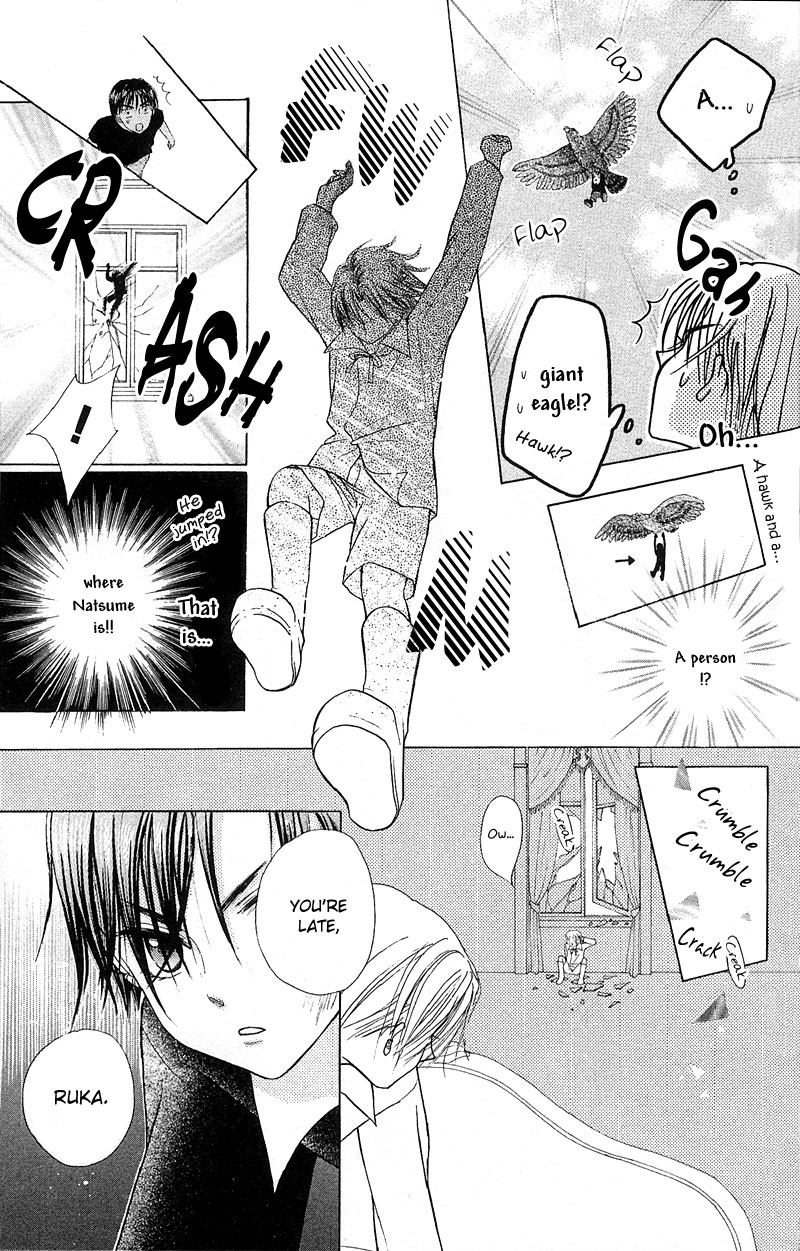 A...
Flap
Flap
Gah
giant
eagle!?
Hawk!?
Oh...
A hawk and a...
A person
!?
FWM
CR
ASH
!
He
jumped
in!?
That
is...
where
Natsume
is!!
Crumble
Crumble
Crack
Creak
Creak
Ow...
YOU'RE
LATE,
RUKA.